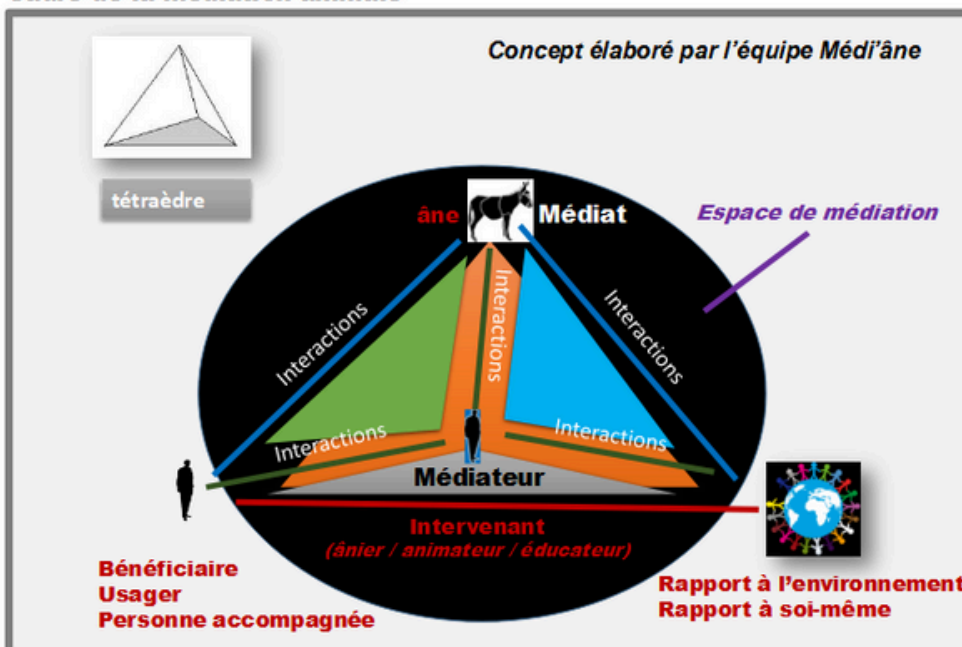 Concept élaboré par l'équipe Médi'âne
tétraèdre
âne Médiat
Espace de médiation
Interactions
Interactions
Interactions
Interactions
Interactions
Médiateur
Intervenant
(ânier / animateur / éducateur)
Bénéficiaire
Usager
Personne accompagnée
Rapport à l'environnement
Rapport à soi-même